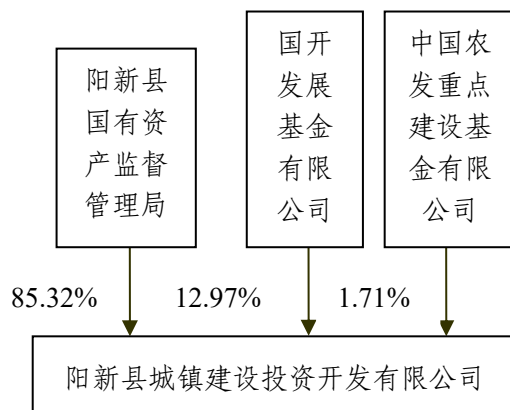 阳新县
国有资
产监督
管理局
国开
发展
基金
有限
公司
中国农
发重点
建设基
金有限
公司
85.32%
12.97%
1.71%
阳新县城镇建设投资开发有限公司